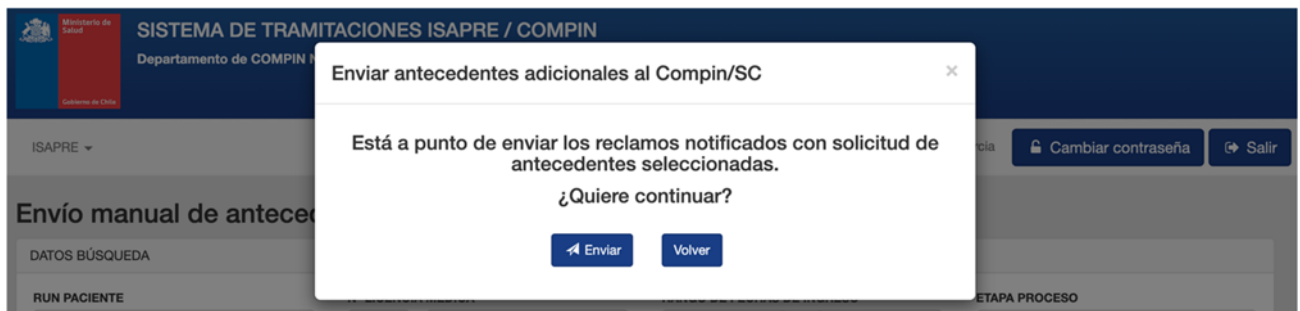 Ministerio de
Salud
Gobierno de Chile
SISTEMA DE TRAMITACIONES ISAPRE / COMPIN
Departamento de COMPIN
Enviar antecedentes adicionales al Compin/SC
×
Está a punto de enviar los reclamos notificados con solicitud de
antecedentes seleccionadas.
¿Quiere continuar?
Enviar
Volver
ISAPRE
Cambiar contraseña
Salir
Envío manual de
DATOS BÚSQUEDA
RUN PACIENTE
ETAPA PROCESO